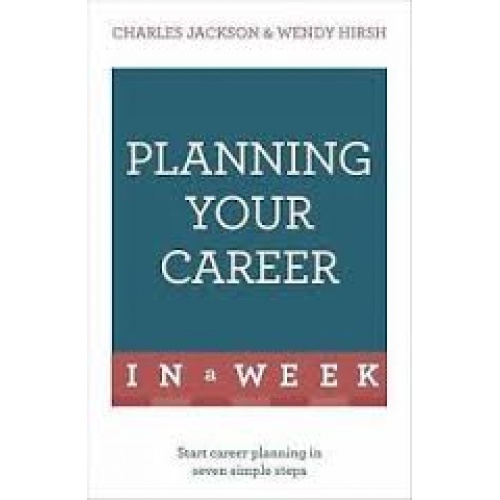 CHARLES JACKSON & WENDY HIRSH
PLANNING
YOUR
CAREER
IN a WEEK
Start career planning in
seven simple steps